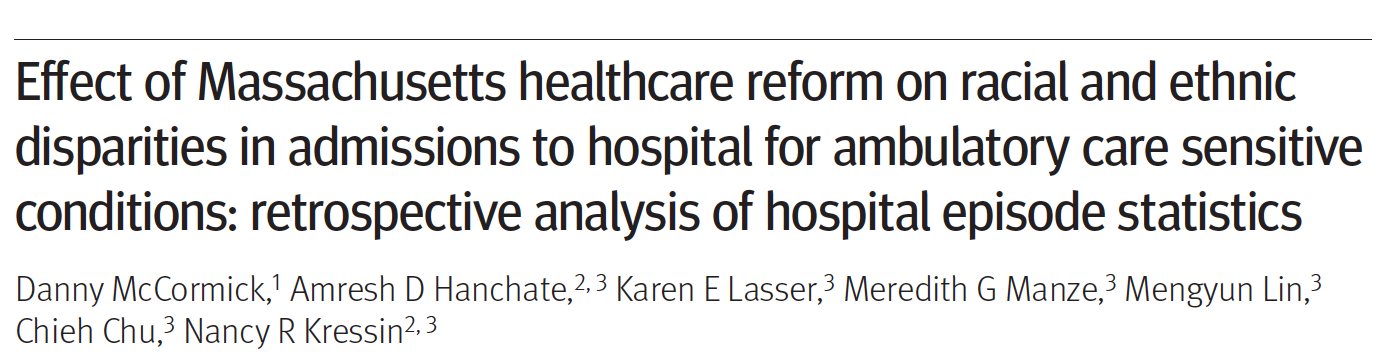 Effect of Massachusetts healthcare reform on racial and ethnic
disparities in admissions to hospital for ambulatory care sensitive
conditions: retrospective analysis of hospital episode statistics
Danny McCormick,1 Amresh D Hanchate,2, 3 Karen E Lasser,3 Meredith G Manze,3 Mengyun Lin,3
Chieh Chu,3 Nancy R Kressin2, 3